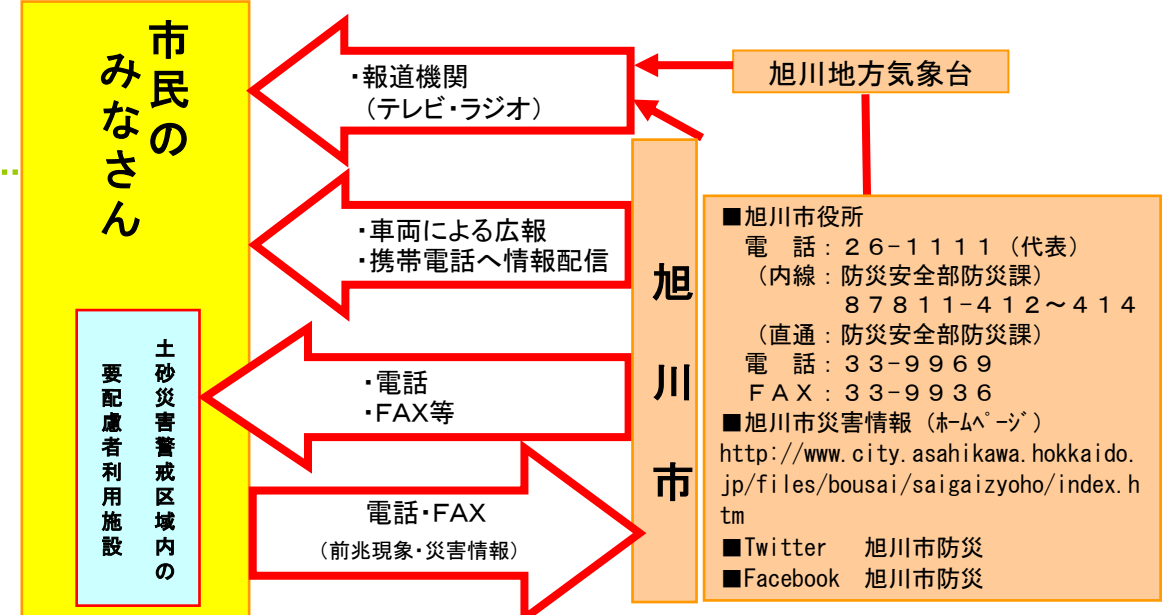 市民の
みなさん
・報道機関
(テレビ・ラジオ)
旭川地方気象台
・車両による広報
・携帯電話へ情報配信
旭川市
土砂災害警戒区域内の
要配慮者利用施設
・電話
・FAX等
電話・FAX
(前兆現象・災害情報)
■旭川市役所
電 話:26-1111(代表)
(内線:防災安全部防災課)
87811-412~414
(直通:防災安全部防災課)
電 話:33-9969
FAX:33-9936
■旭川市災害情報(ホームページ)
http://www.city.asahikawa.hokkaido.
jp/files/bousai/saigaizyoho/index.h
tm
■Twitter 旭川市防災
■Facebook 旭川市防災